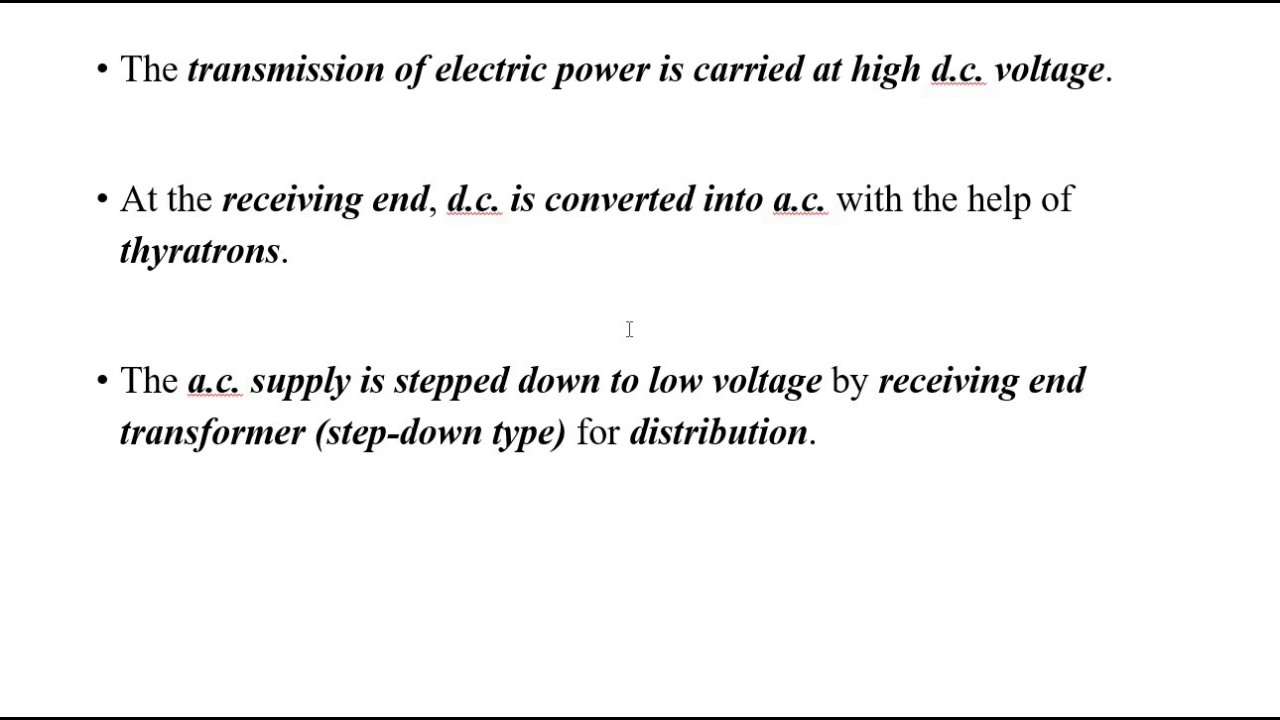 • The transmission of electric power is carried at high d.c. voltage.
• At the receiving end, d.c. is converted into a.c. with the help of
thyratrons.
• The a.c. supply is stepped down to low voltage by receiving end
transformer (step-down type) for distribution.